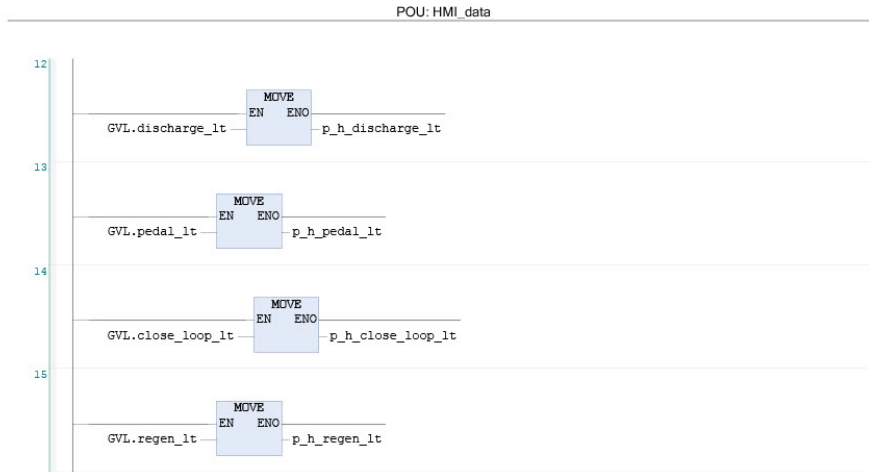 POU: HMI_data
12
MOVE
EN ENO
GVL.discharge_lt p_h_discharge_lt
13
MOVE
EN ENO
GVL.pedal_lt p_h_pedal_lt
14
MOVE
EN ENO
GVL.close_loop_lt p_h_close_loop_lt
15
MOVE
EN ENO
GVL.regen_lt p_h_regen_lt